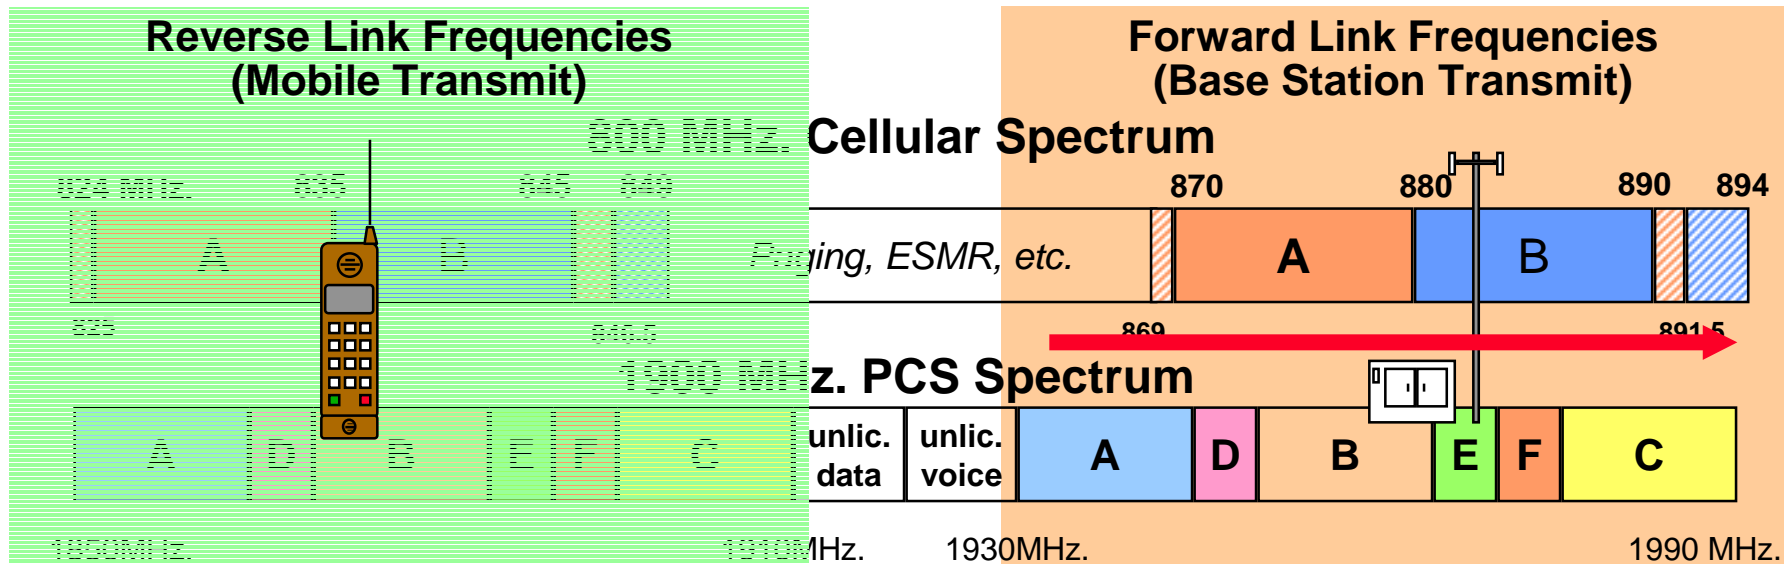 Reverse Link Frequencies
(Mobile Transmit)
Forward Link Frequencies
(Base Station Transmit)
800 MHz. Cellular Spectrum
824 MHz. 835 845 849 870 880 890 894
A B Paging, ESMR, etc. A B
825 846.5 869 891.5
1900 MHz. PCS Spectrum
A D B E F C unlic. data unlic. voice A D B E F C
1850MHz. 1910MHz. 1930MHz. 1990 MHz.